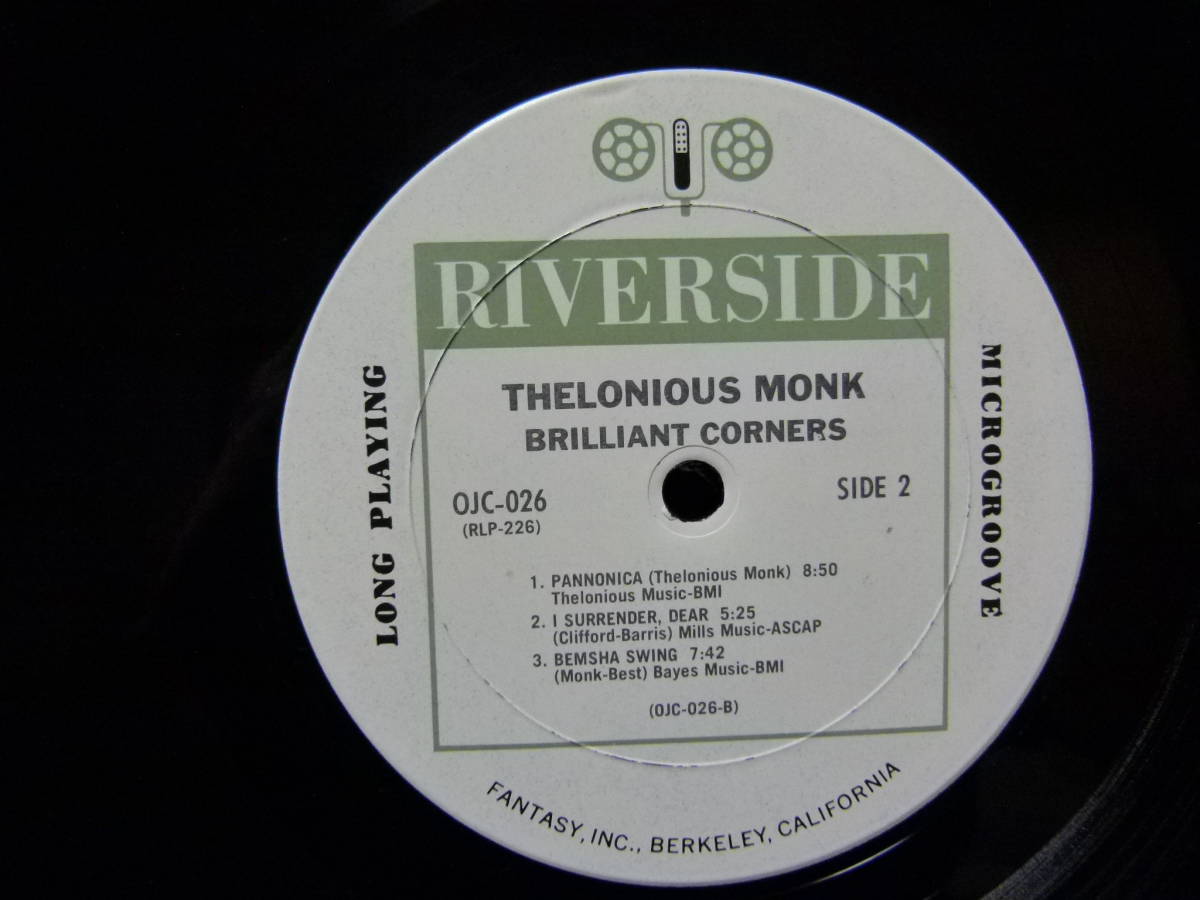 RIVERSIDE
THELONIOUS MONK
BRILLIANT CORNERS
LONG PLAYING
MICROGROOVE
OJC-026
(RLP-226)
SIDE 2
1. PANNONICA (Thelonious Monk) 8:50
Thelonious Music-BMI
2. I SURRENDER, DEAR 5:25
(Clifford-Barris) Mills Music-ASCAP
3. BEMSHA SWING 7:42
(Monk-Best) Bayes Music-BMI
(OJC-026-B)
FANTASY, INC., BERKELEY, CALIFORNIA